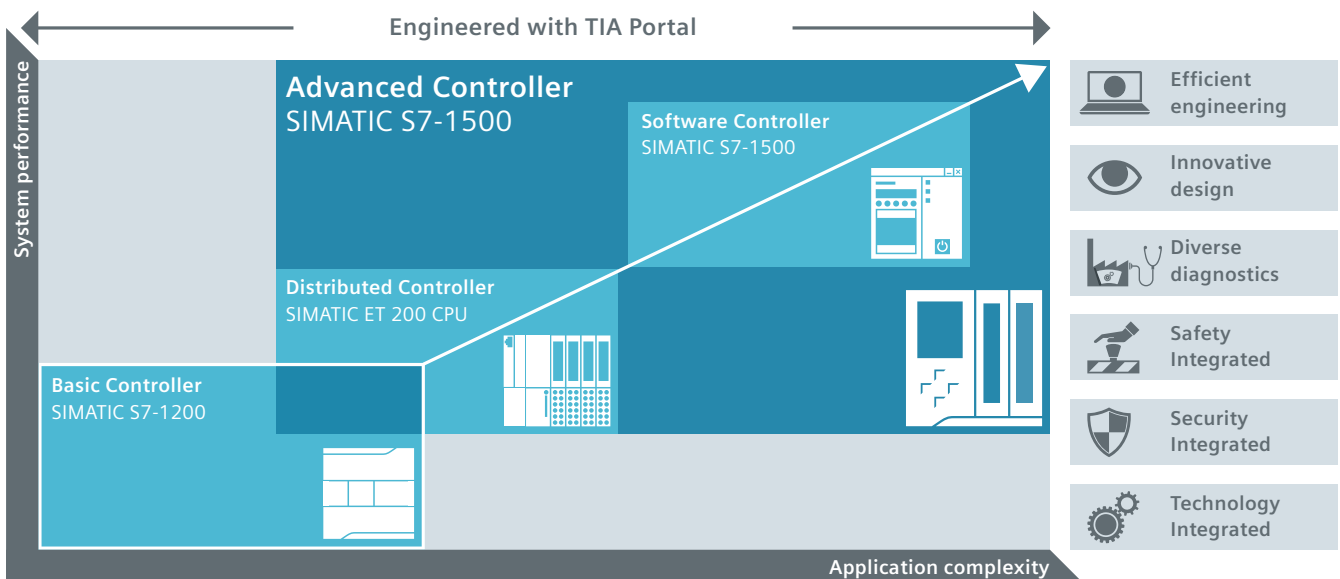 Engineered with TIA Portal
System performance
Advanced Controller
SIMATIC S7-1500
Software Controller
SIMATIC S7-1500
Distributed Controller
SIMATIC ET 200 CPU
Basic Controller
SIMATIC S7-1200
Application complexity
Efficient
engineering
Innovative
design
Diverse
diagnostics
Safety
Integrated
Security
Integrated
Technology
Integrated